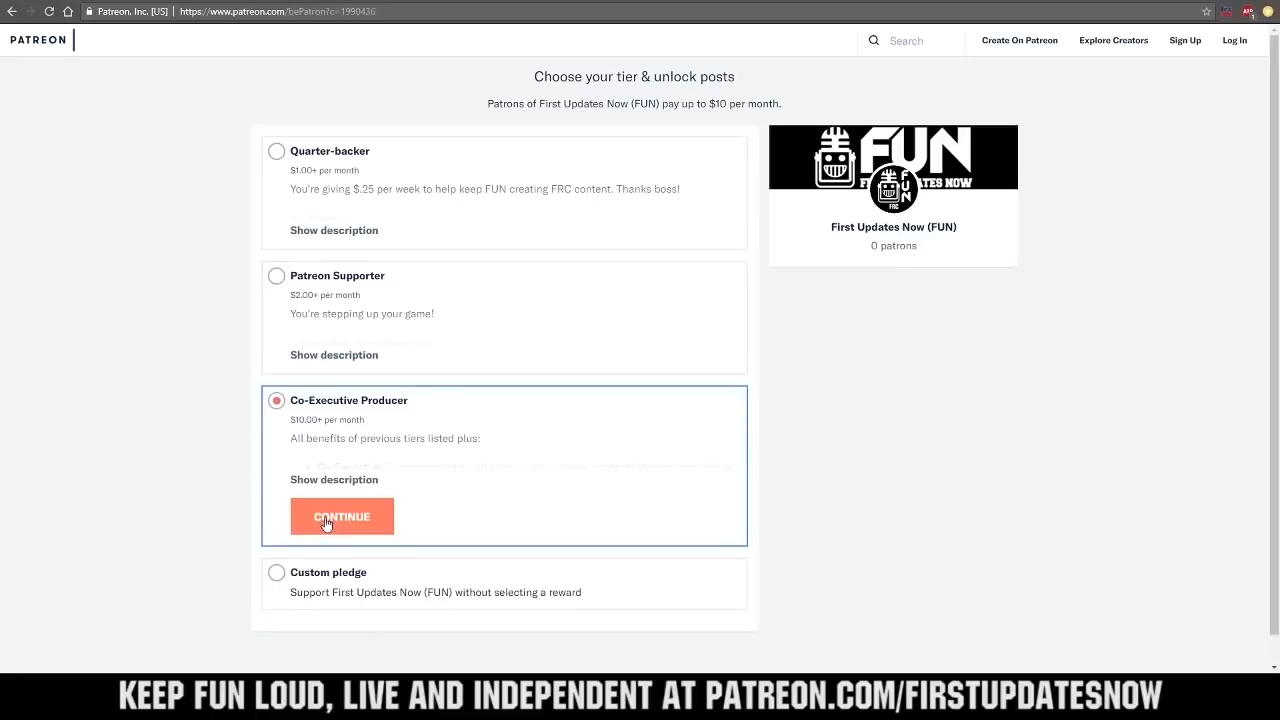 Patreon, Inc. [US] | https://www.patreon.com/bePatron?c=1990436
PATREON
Search
Create On Patreon
Explore Creators
Sign Up
Log In
Choose your tier & unlock posts
Patrons of First Updates Now (FUN) pay up to $10 per month.
Quarter-backer
$1.00+ per month
You're giving $.25 per week to help keep FUN creating FRC content. Thanks boss!
Show description
Patreon Supporter
$2.00+ per month
You're stepping up your game!
Show description
Co-Executive Producer
$10.00+ per month
All benefits of previous tiers listed plus:
Show description
CONTINUE
Custom pledge
Support First Updates Now (FUN) without selecting a reward
FUN
TES NOW
FUN
FRC
First Updates Now (FUN)
0 patrons
KEEP FUN LOUD, LIVE AND INDEPENDENT AT PATREON.COM/FIRSTUPDATESNOW